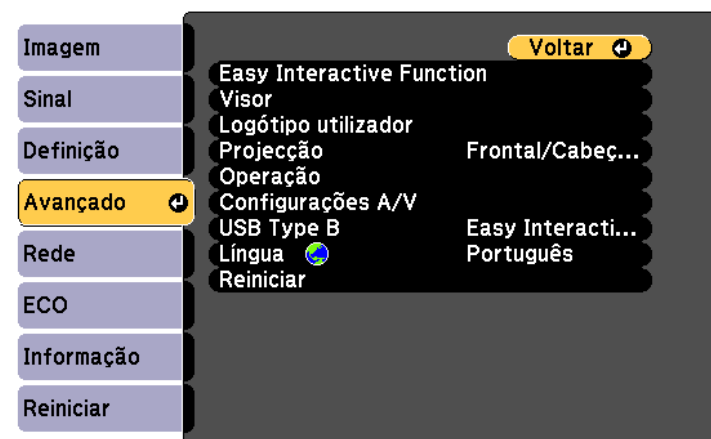 Imagem
Sinal
Definição
Avançado
Rede
ECO
Informação
Reiniciar
Voltar
Easy Interactive Function
Visor
Logótipo utilizador
Projecção Frontal/Cabeç...
Operação
Configurações A/V
USB Type B Easy Interacti...
Língua Português
Reiniciar